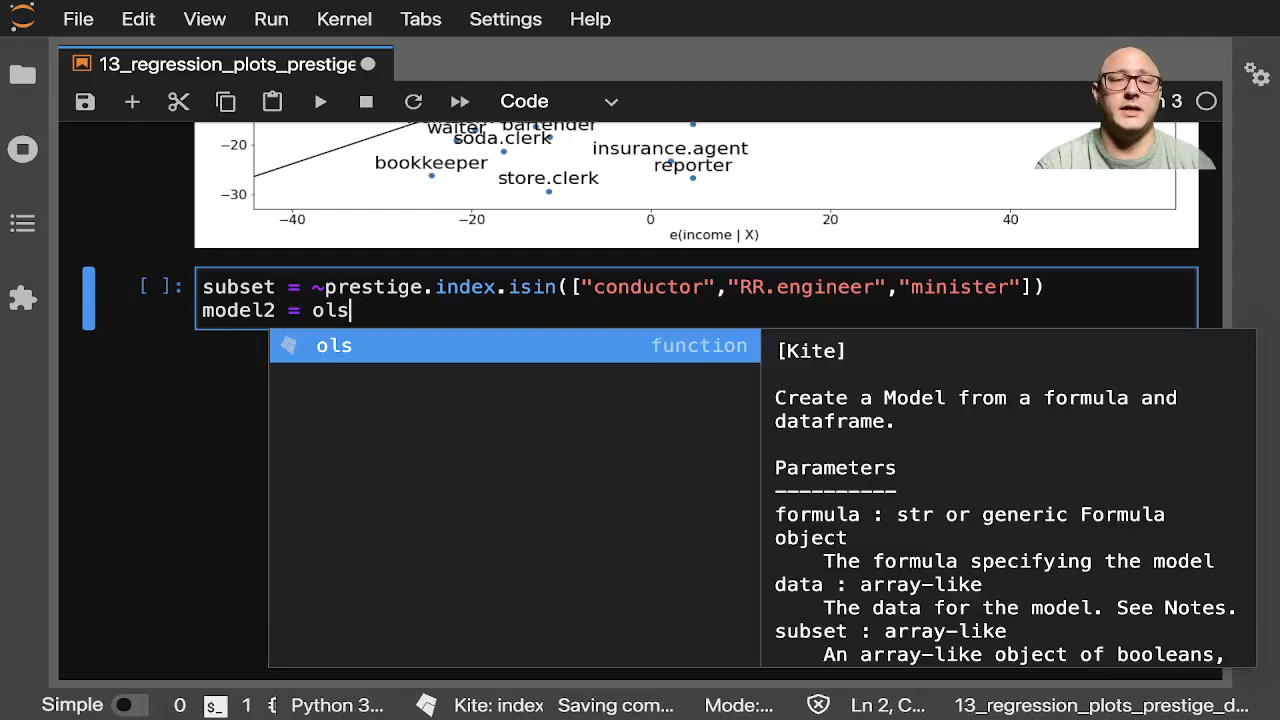 File Edit View Run Kernel Tabs Settings Help
13_regression_plots_prestige
Code
3
waiter bartender
-20
soda.clerk
insurance.agent
bookkeeper
reporter
store.clerk
-30
-40 -20 0 20 40
e(income | X)
[ ]: subset = ~prestige.index.isin(["conductor","RR.engineer","minister"])
model2 = ols
ols function
[Kite]
Create a Model from a formula and
dataframe.
Parameters
----------
formula : str or generic Formula
object
The formula specifying the model
data : array-like
The data for the model. See Notes.
subset : array-like
An array-like object of booleans,
Simple 0 $_ 1 Python 3... Kite: index Saving com... Mode:... Ln 2, C... 13_regression_plots_prestige_d...